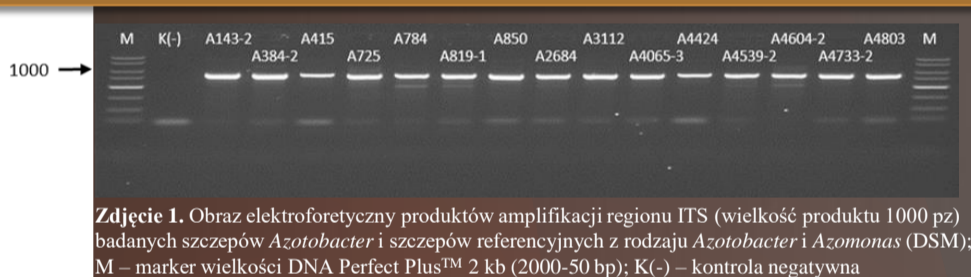 M K(-) A143-2 A415 A784 A850 A3112 A4424 A4604-2 A4803 M
A384-2 A725 A819-1 A2684 A4065-3 A4539-2 A4733-2
1000
Zdjęcie 1. Obraz elektroforetyczny produktów amplifikacji regionu ITS (wielkość produktu 1000 pz)
badanych szczepów Azotobacter i szczepów referencyjnych z rodzaju Azotobacter i Azomonas (DSM);
M – marker wielkości DNA Perfect Plus™ 2 kb (2000-50 bp); K(-) – kontrola negatywna